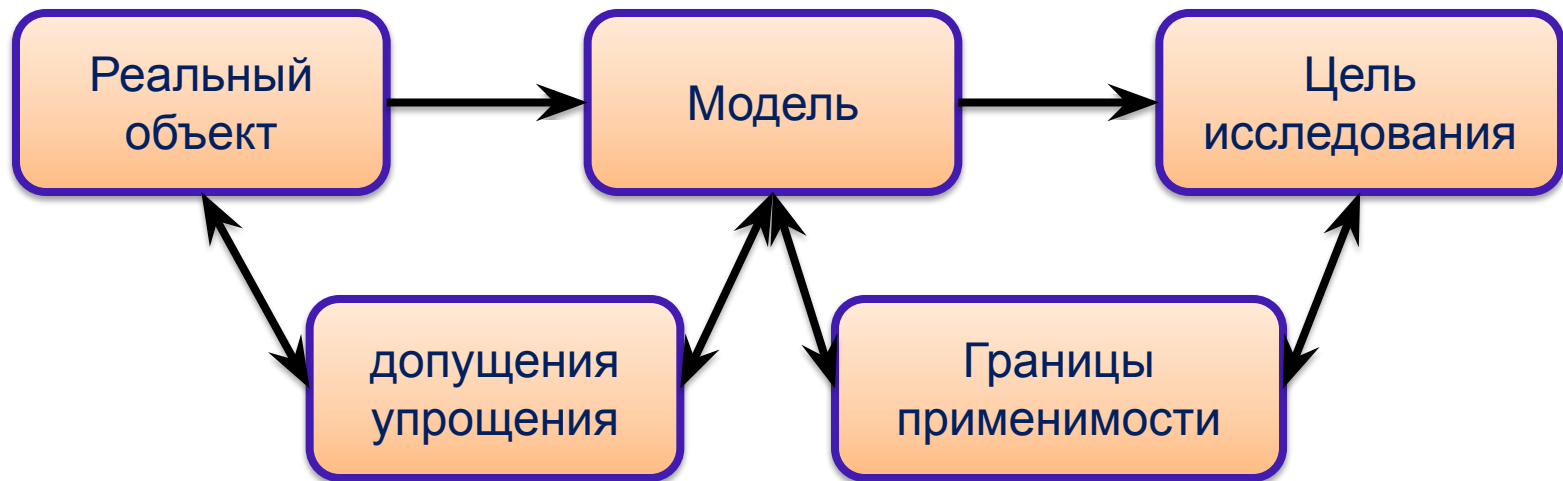 Реальный
объект
Модель
Цель
исследования
допущения
упрощения
Границы
применимости